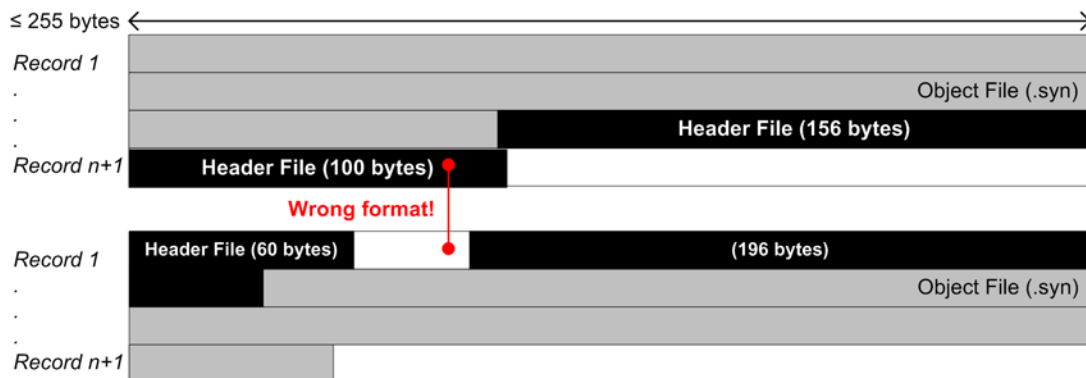 ≤ 255 bytes
Record 1
.
Object File (.syn)
.
Header File (156 bytes)
.
Record n+1
Header File (100 bytes)
Wrong format!
Header File (60 bytes)
(196 bytes)
Record 1
.
Object File (.syn)
.
.
Record n+1